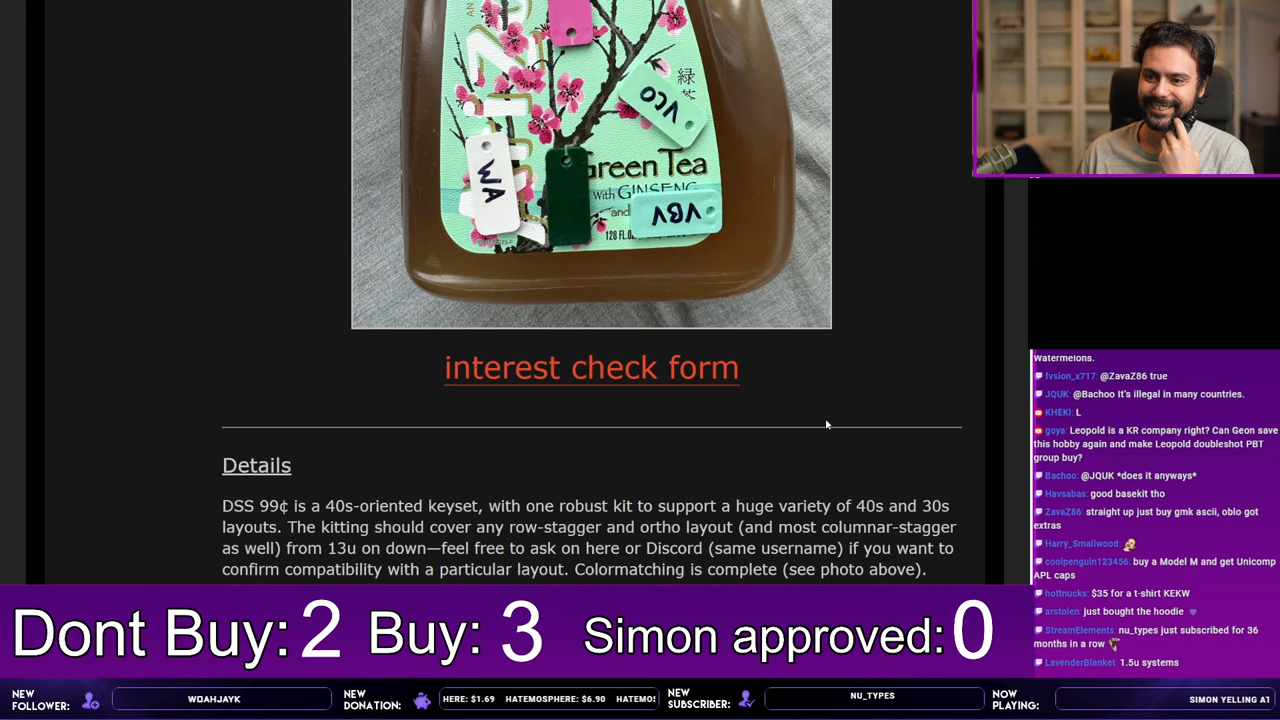 緑
茶
VCO
WA
Green Tea
With GINSENG
and
VBV
128 FL.
interest check form
Details
DSS 99¢ is a 40s-oriented keyset, with one robust kit to support a huge variety of 40s and 30s
layouts. The kitting should cover any row-stagger and ortho layout (and most columnar-stagger
as well) from 13u on down—feel free to ask on here or Discord (same username) if you want to
confirm compatibility with a particular layout. Colormatching is complete (see photo above).
Watermelons.
fvsion_x717: @ZavaZ86 true
JQUK: @Bachoo It's illegal in many countries.
KHEKI: L
goya: Leopold is a KR company right? Can Geon save
this hobby again and make Leopold doubleshot PBT
group buy?
Bachoo: @JQUK *does it anyways*
Havsabas: good basekit tho
ZavaZ86: straight up just buy gmk ascii, oblo got
extras
Harry_Smallwood:
coolpenguin123456: buy a Model M and get Unicomp
APL caps
hottnucks: $35 for a t-shirt KEKW
arstoien: just bought the hoodie
StreamElements: nu_types just subscribed for 36
months in a row
LavenderBlanket: 1.5u systems
Dont Buy: 2 Buy: 3 Simon approved: 0
NEW
FOLLOWER:
WOAHJAYK
NEW
DONATION:
HERE: $1.69 HATEMOSPHERE: $6.90 HATEMOS
NEW
SUBSCRIBER:
NU_TYPES
NOW
PLAYING:
SIMON YELLING AT